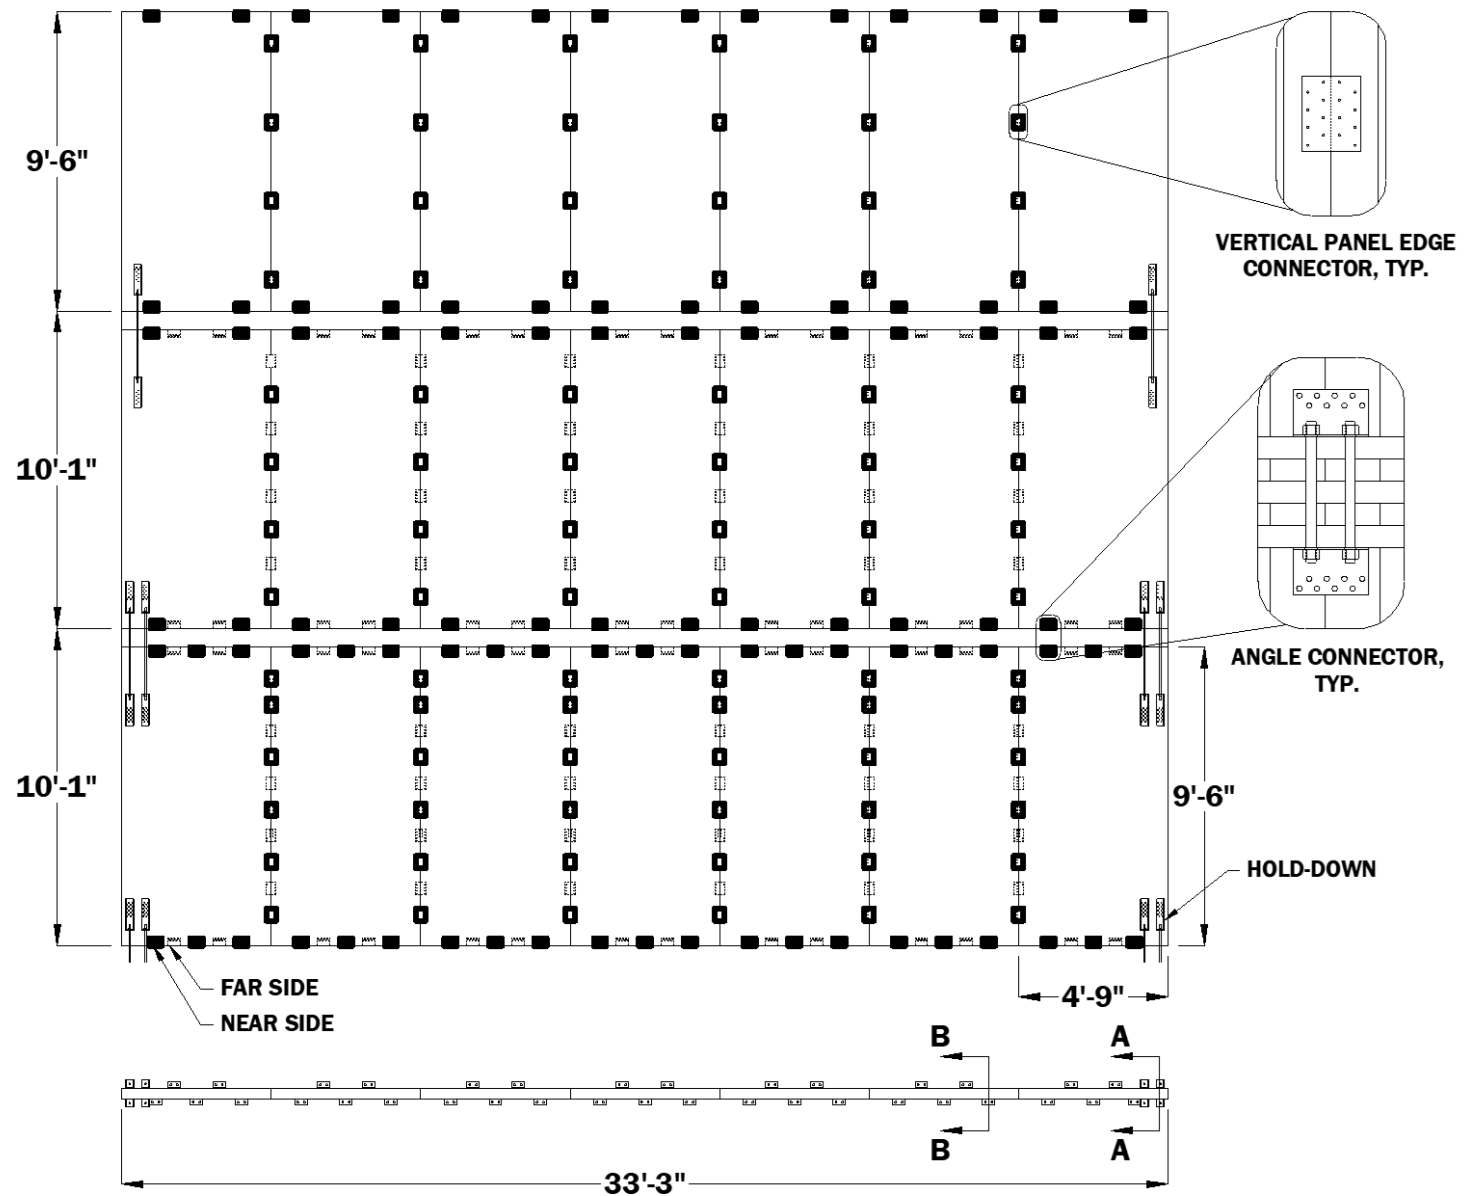 9'-6"
VERTICAL PANEL EDGE
CONNECTOR, TYP.
10'-1"
ANGLE CONNECTOR,
TYP.
10'-1"
9'-6"
HOLD-DOWN
FAR SIDE
NEAR SIDE
4'-9"
B
A
B
A
33'-3"